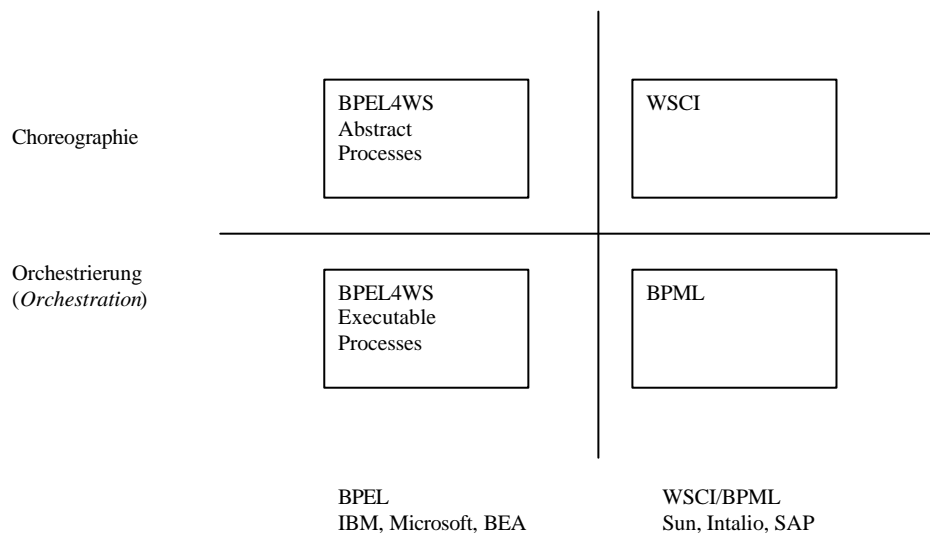 BPEL4WS
Abstract
Processes
WSCI
Choreographie
Orchestrierung
(Orchestration)
BPEL4WS
Executable
Processes
BPML
BPEL
IBM, Microsoft, BEA
WSCI/BPML
Sun, Intalio, SAP